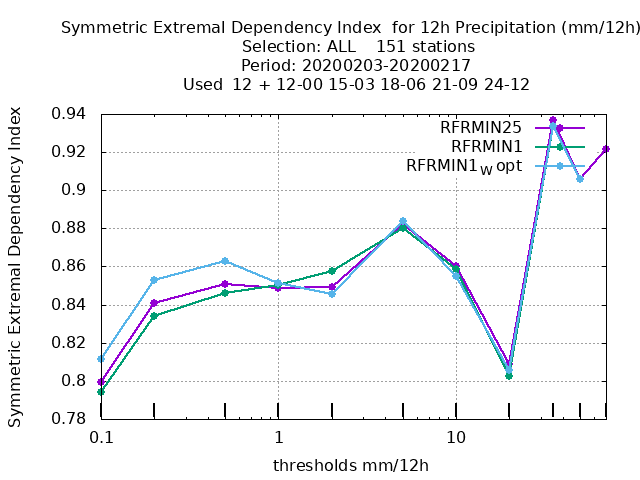 Symmetric Extremal Dependency Index  for 12h Precipitation (mm/12h)
Selection: ALL    151 stations
Period: 20200203-20200217
Used  12 + 12-00 15-03 18-06 21-09 24-12
Symmetric Extremal Dependency Index
0.94
0.92
0.9
0.88
0.86
0.84
0.82
0.8
0.78
RFRMIN25
RFRMIN1
RFRMIN1W opt
0.1 1 10
thresholds mm/12h